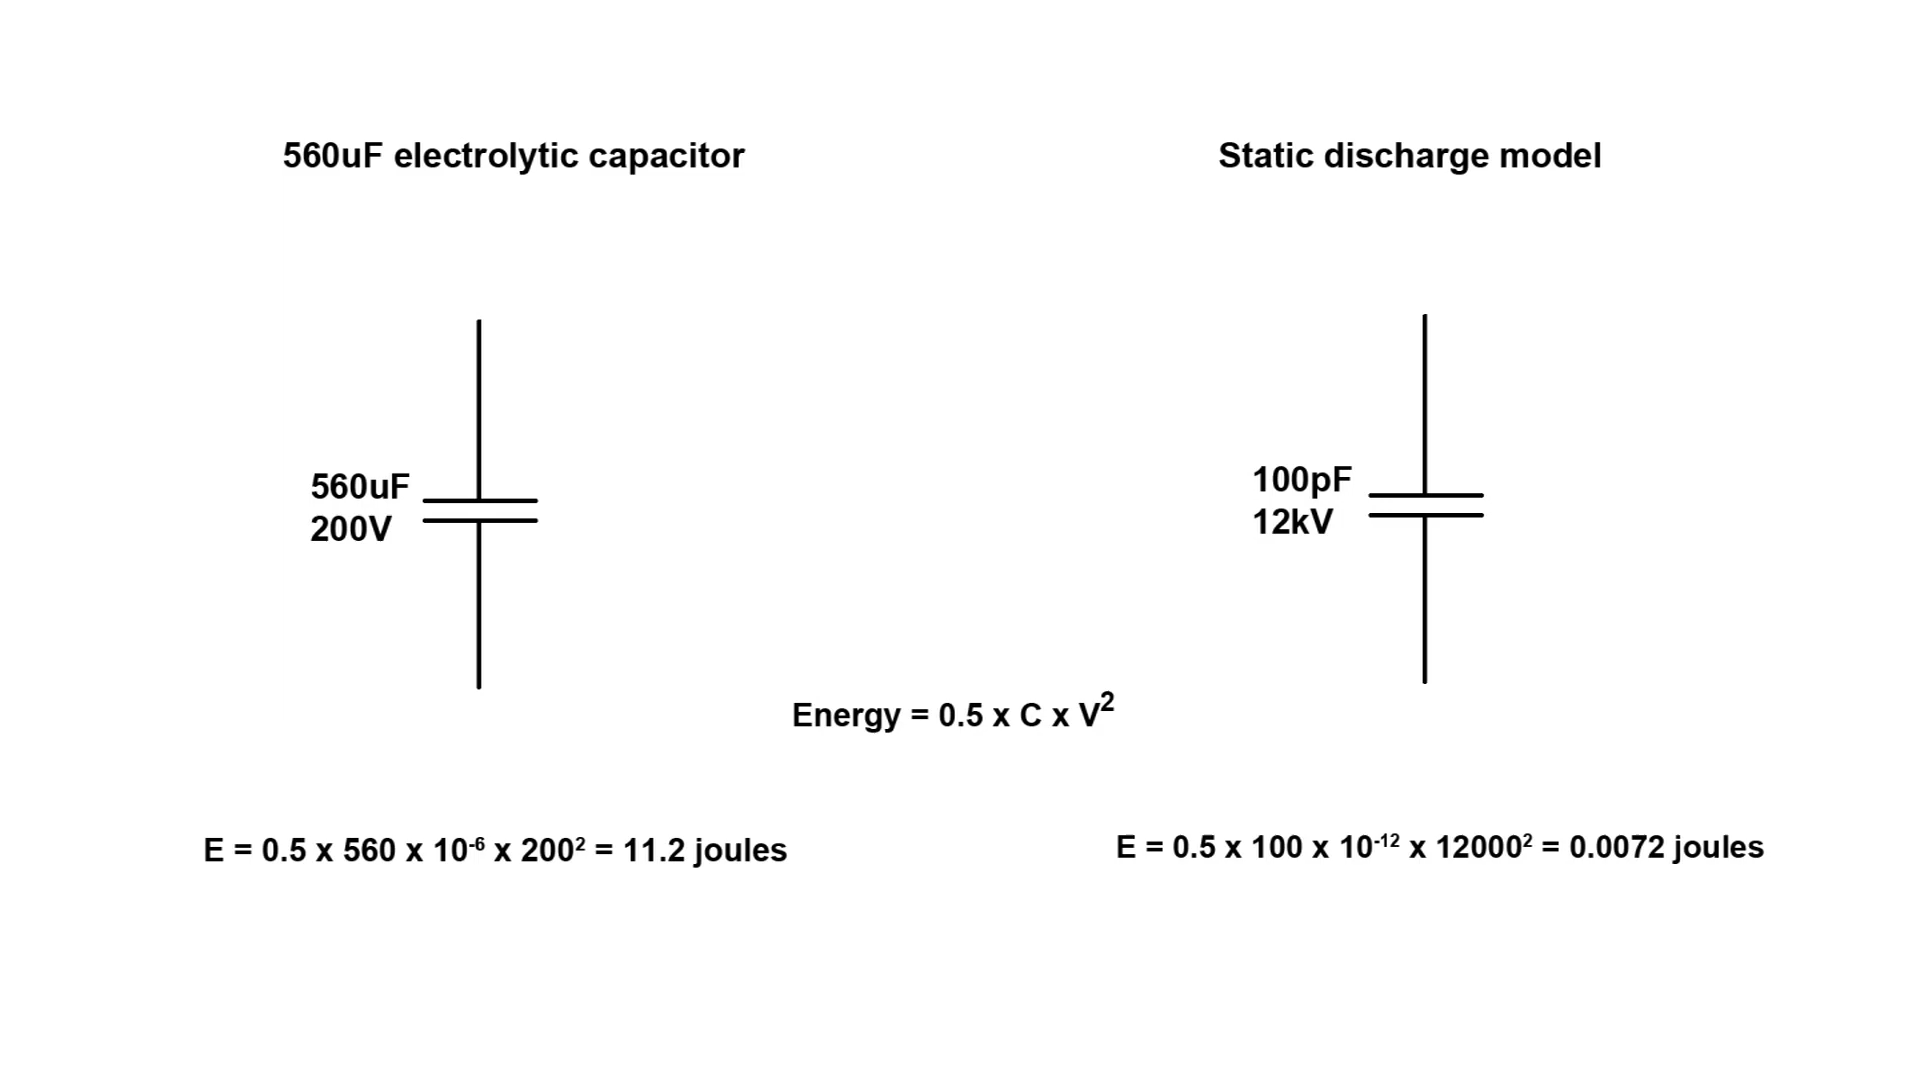 560uF electrolytic capacitor
Static discharge model
560uF
200V
100pF
12kV
Energy = 0.5 x C x V²
E = 0.5 x 560 x 10⁻⁶ x 200² = 11.2 joules
E = 0.5 x 100 x 10⁻¹² x 12000² = 0.0072 joules